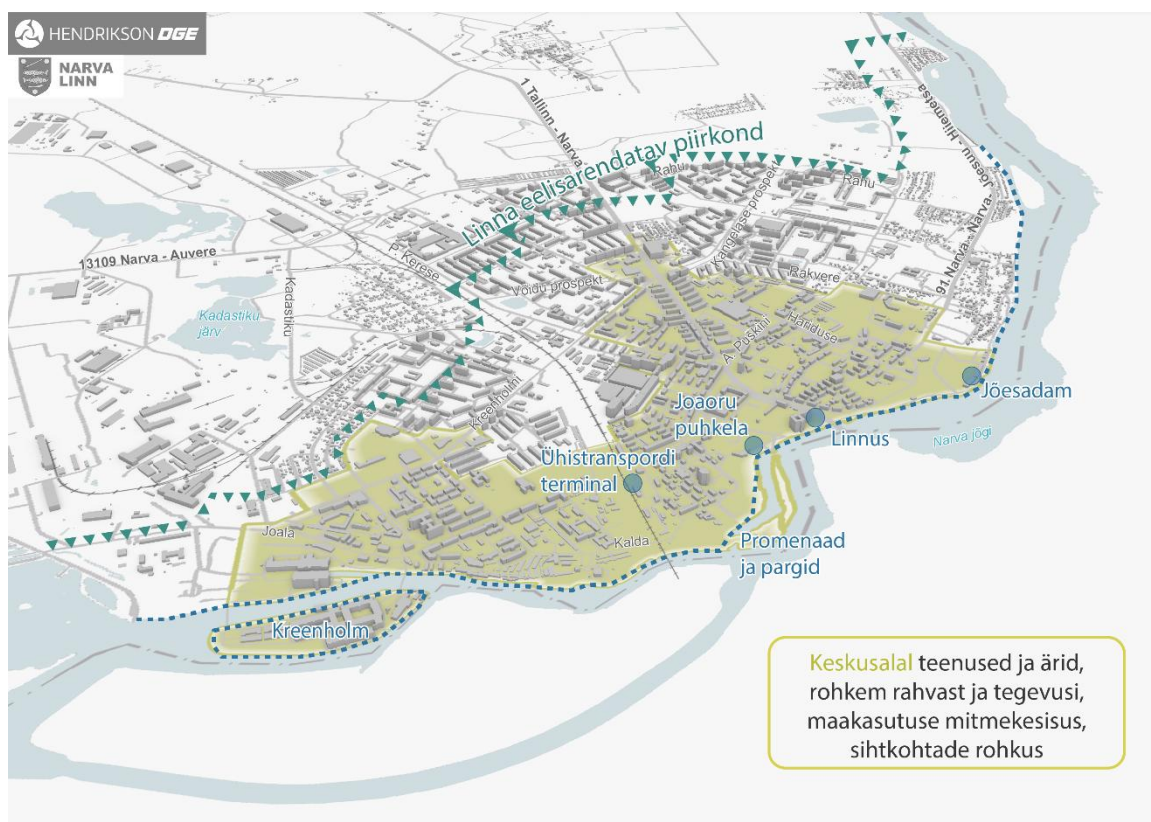 HENDRIKSON DGE
NARVA
LINN
1 Tallinn - Narva
91 Narva - Narva-Jõesuu - Hiiemetsa
Linna eelisarendatav piirkond
Rahu
Rahu
Kangelase prospekt
13109 Narva - Auvere
P. Kerese
Rakvere
Kadastiku
Võidu prospekt
Kadastiku
järv
Hariduse
A. Puškini
Jõesadam
Kreenholmi
Joaoru
puhkela
Linnus
Narva jõgi
Ühistranspordi
terminal
Joala
Kalda
Promenaad
ja pargid
Kreenholm
Keskusalal teenused ja ärid,
rohkem rahvast ja tegevusi,
maakasutuse mitmekesisus,
sihtkohtade rohkus